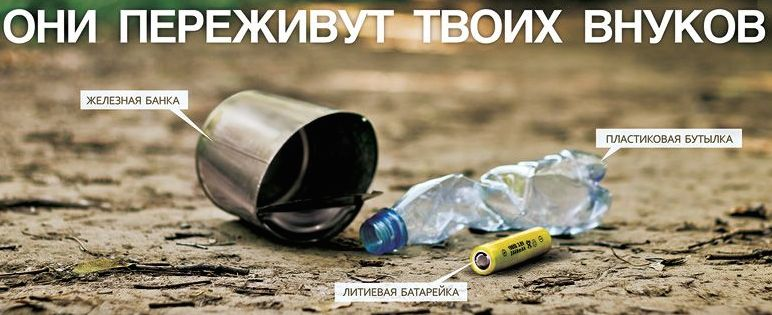 ОНИ ПЕРЕЖИВУТ ТВОИХ ВНУКОВ
ЖЕЛЕЗНАЯ БАНКА
ПЛАСТИКОВАЯ БУТЫЛКА
ЛИТИЕВАЯ БАТАРЕЙКА